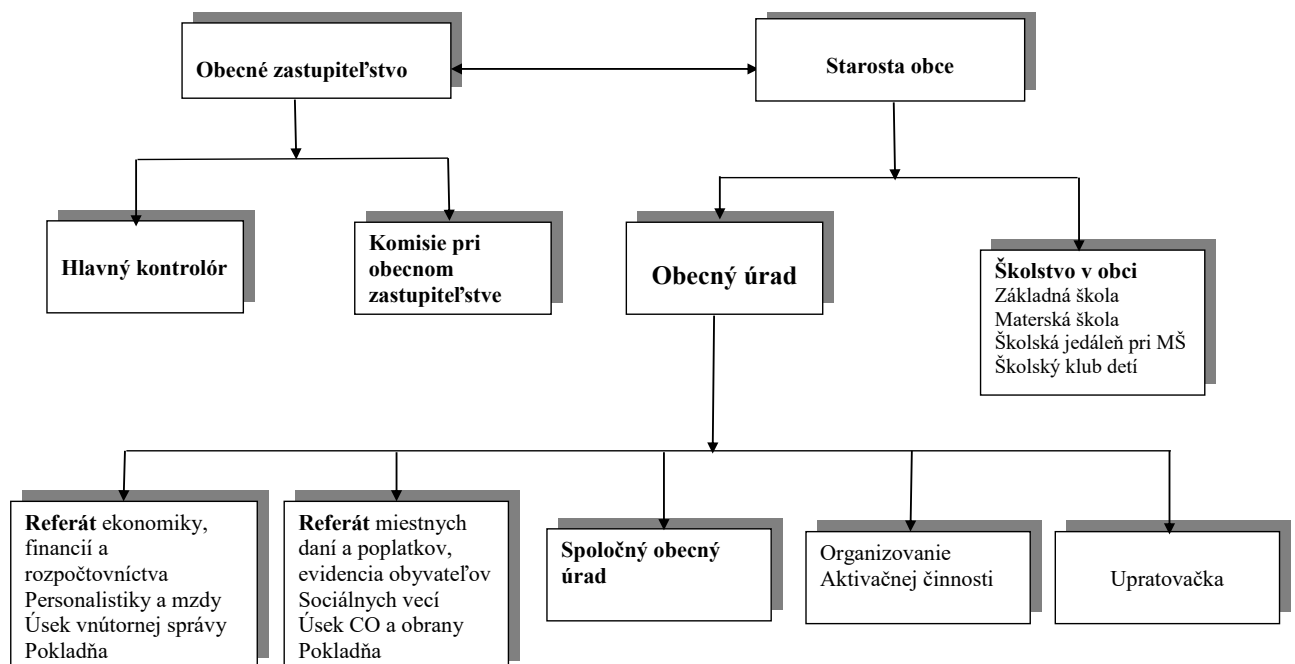 Obecné zastupiteľstvo
Starosta obce
Hlavný kontrolór
Komisie pri
obecnom
zastupiteľstve
Obecný úrad
Školstvo v obci
Základná škola
Materská škola
Školská jedáleň pri MŠ
Školský klub detí
Referát ekonomiky,
financií a
rozpočtovníctva
Personalistiky a mzdy
Úsek vnútornej správy
Pokladňa
Referát miestnych
daní a poplatkov,
evidencia obyvateľov
Sociálnych vecí
Úsek CO a obrany
Pokladňa
Spoločný obecný
úrad
Organizovanie
Aktivačnej činnosti
Upratovačka